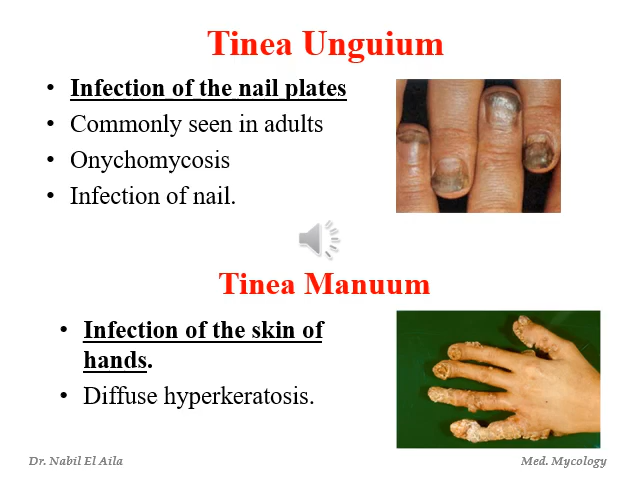 Tinea Unguium
• Infection of the nail plates
• Commonly seen in adults
• Onychomycosis
• Infection of nail.
Tinea Manuum
• Infection of the skin of
hands.
• Diffuse hyperkeratosis.
Dr. Nabil El Aila
Med. Mycology